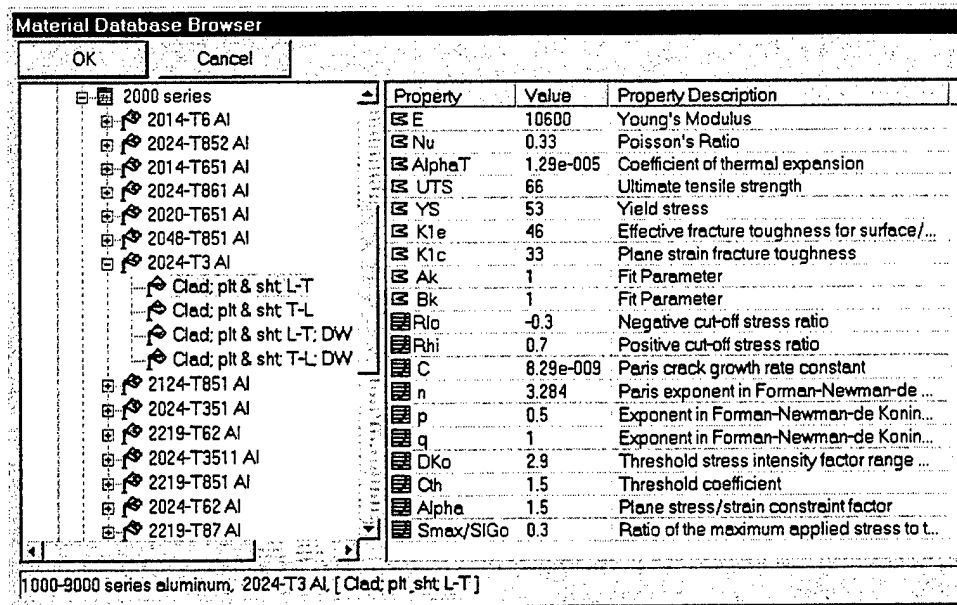 Material Database Browser
OK Cancel
2000 series
2014-T6 Al
2024-T852 Al
2014-T651 Al
2024-T861 Al
2020-T651 Al
2048-T851 Al
2024-T3 Al
Clad; plt & sht; L-T
Clad; plt & sht; T-L
Clad; plt & sht; L-T; DW
Clad; plt & sht; T-L; DW
2124-T851 Al
2024-T351 Al
2219-T62 Al
2024-T3511 Al
2219-T851 Al
2024-T62 Al
2219-T87 Al
Property Value Property Description
E 10600 Young's Modulus
Nu 0.33 Poisson's Ratio
AlphaT 1.29e-005 Coefficient of thermal expansion
UTS 66 Ultimate tensile strength
YS 53 Yield stress
K1e 46 Effective fracture toughness for surface/...
K1c 33 Plane strain fracture toughness
Ak 1 Fit Parameter
Bk 1 Fit Parameter
Rlo -0.3 Negative cut-off stress ratio
Rhi 0.7 Positive cut-off stress ratio
C 8.29e-009 Paris crack growth rate constant
n 3.284 Paris exponent in Forman-Newman-de ...
p 0.5 Exponent in Forman-Newman-de Konin...
q 1 Exponent in Forman-Newman-de Konin...
DKo 2.9 Threshold stress intensity factor range ...
Cth 1.5 Threshold coefficient
Alpha 1.5 Plane stress/strain constraint factor
Smax/SIGo 0.3 Ratio of the maximum applied stress to t...
1000-9000 series aluminum, 2024-T3 Al, [ Clad; plt_sht; L-T ]